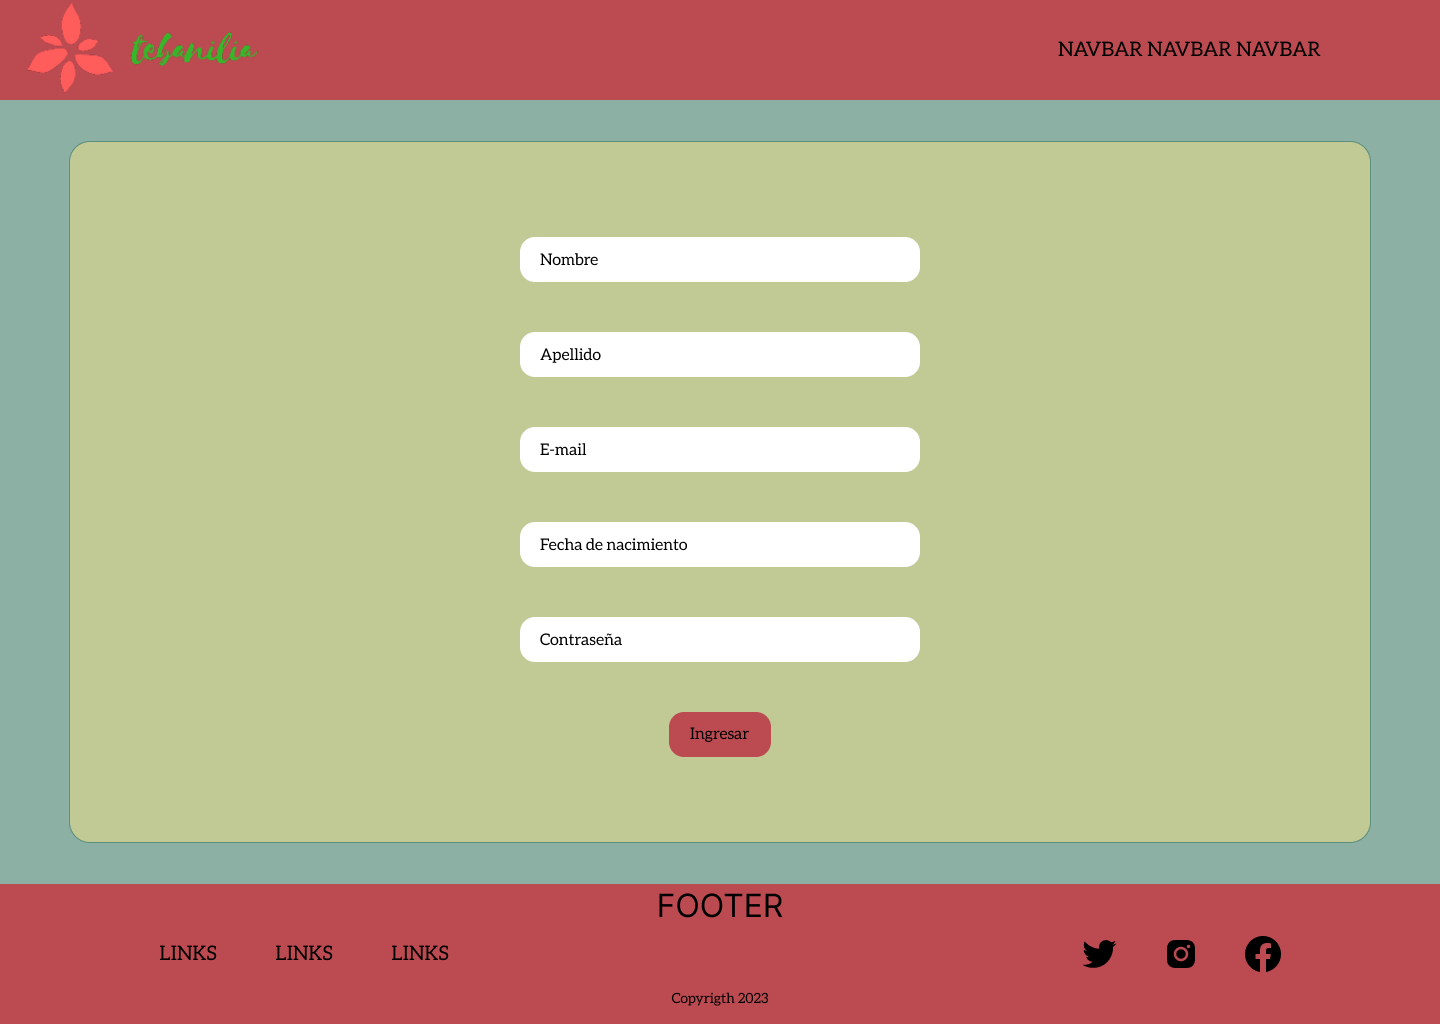 tebanilia
NAVBAR NAVBAR NAVBAR
Nombre
Apellido
E-mail
Fecha de nacimiento
Contraseña
Ingresar
FOOTER
LINKS LINKS LINKS
Copyrigth 2023